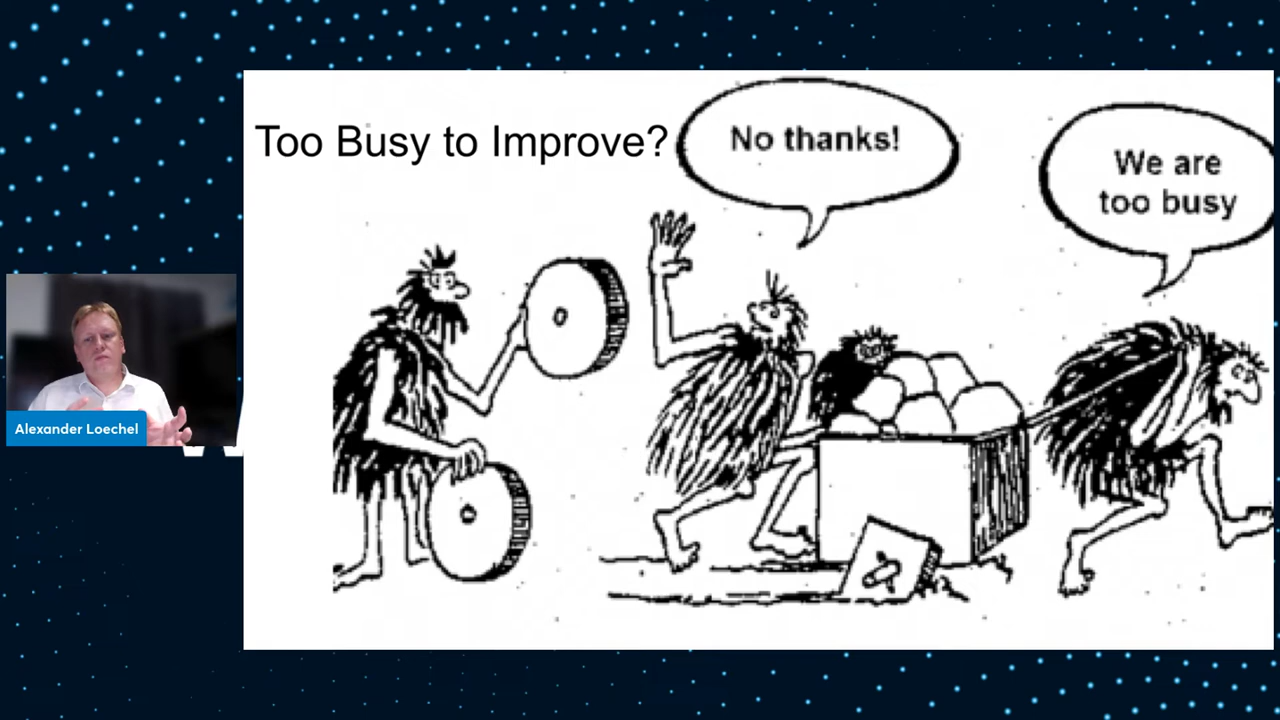 Too Busy to Improve?
No thanks!
We are
too busy
Alexander Loechel